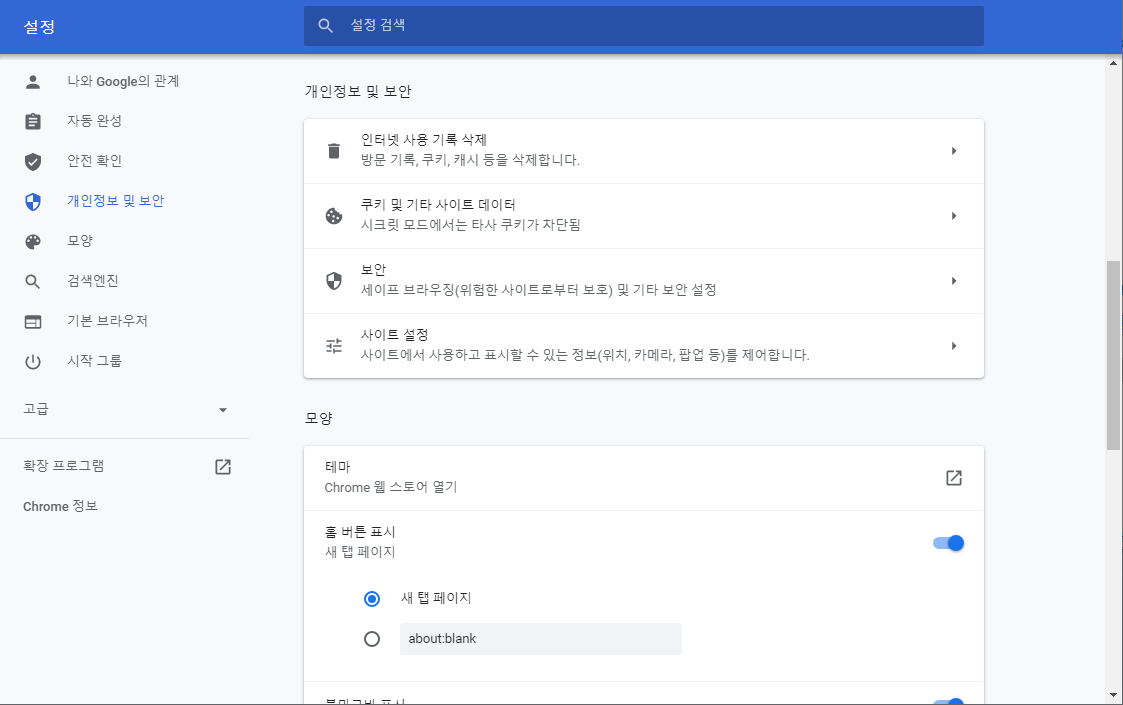 설정
설정 검색
나와 Google의 관계
자동 완성
안전 확인
개인정보 및 보안
모양
검색엔진
기본 브라우저
시작 그룹
고급
확장 프로그램
Chrome 정보
개인정보 및 보안
인터넷 사용 기록 삭제
방문 기록, 쿠키, 캐시 등을 삭제합니다.
쿠키 및 기타 사이트 데이터
시크릿 모드에서는 타사 쿠키가 차단됨
보안
세이프 브라우징(위험한 사이트로부터 보호) 및 기타 보안 설정
사이트 설정
사이트에서 사용하고 표시할 수 있는 정보(위치, 카메라, 팝업 등)를 제어합니다.
모양
테마
Chrome 웹 스토어 열기
홈 버튼 표시
새 탭 페이지
새 탭 페이지
about:blank